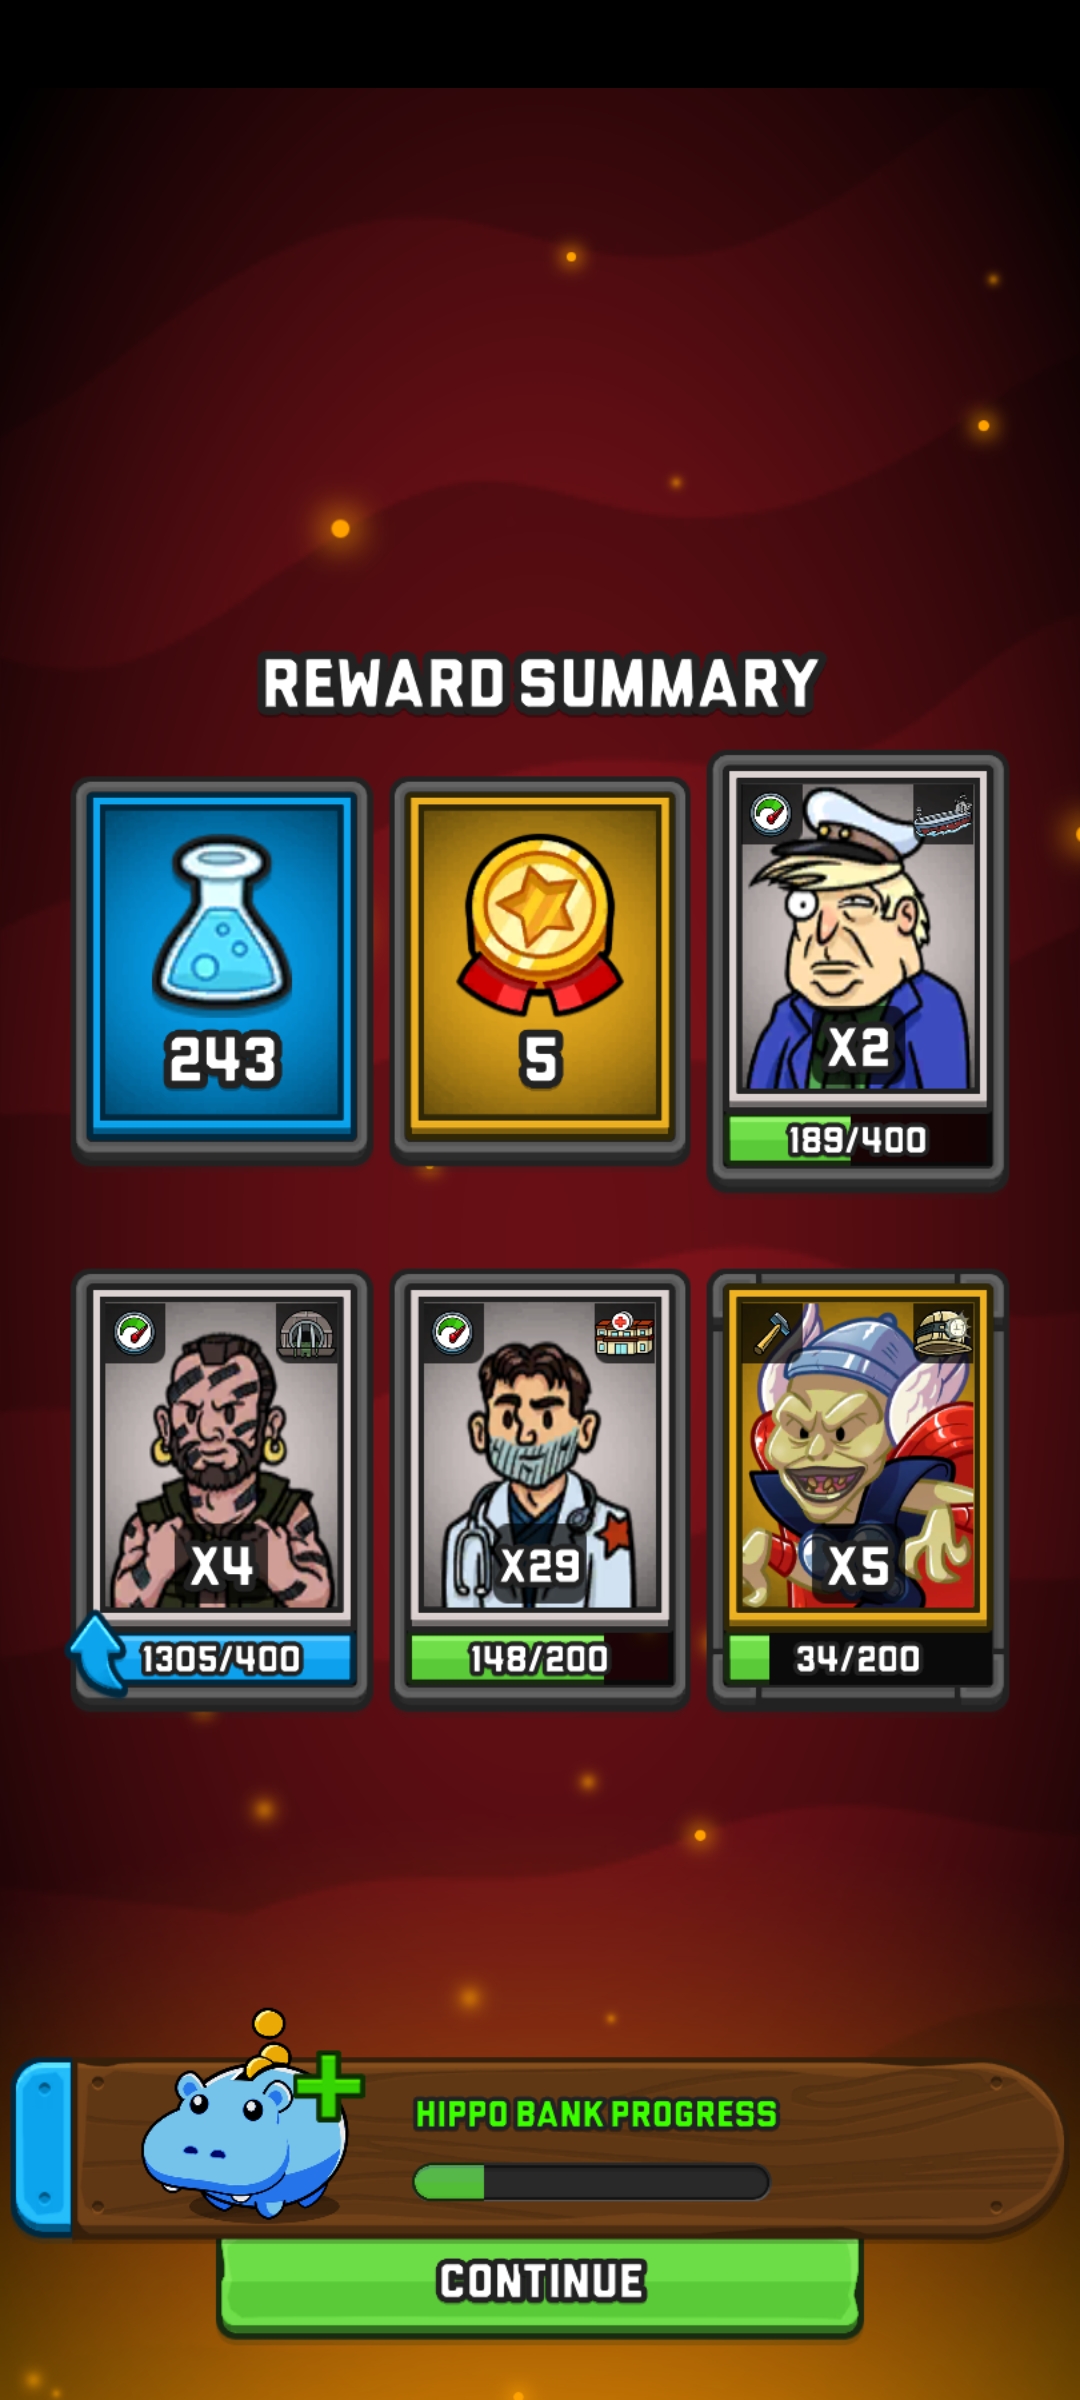 REWARD SUMMARY
243
5
X2
189/400
X4
X29
X5
1305/400
148/200
34/200
HIPPO BANK PROGRESS
CONTINUE